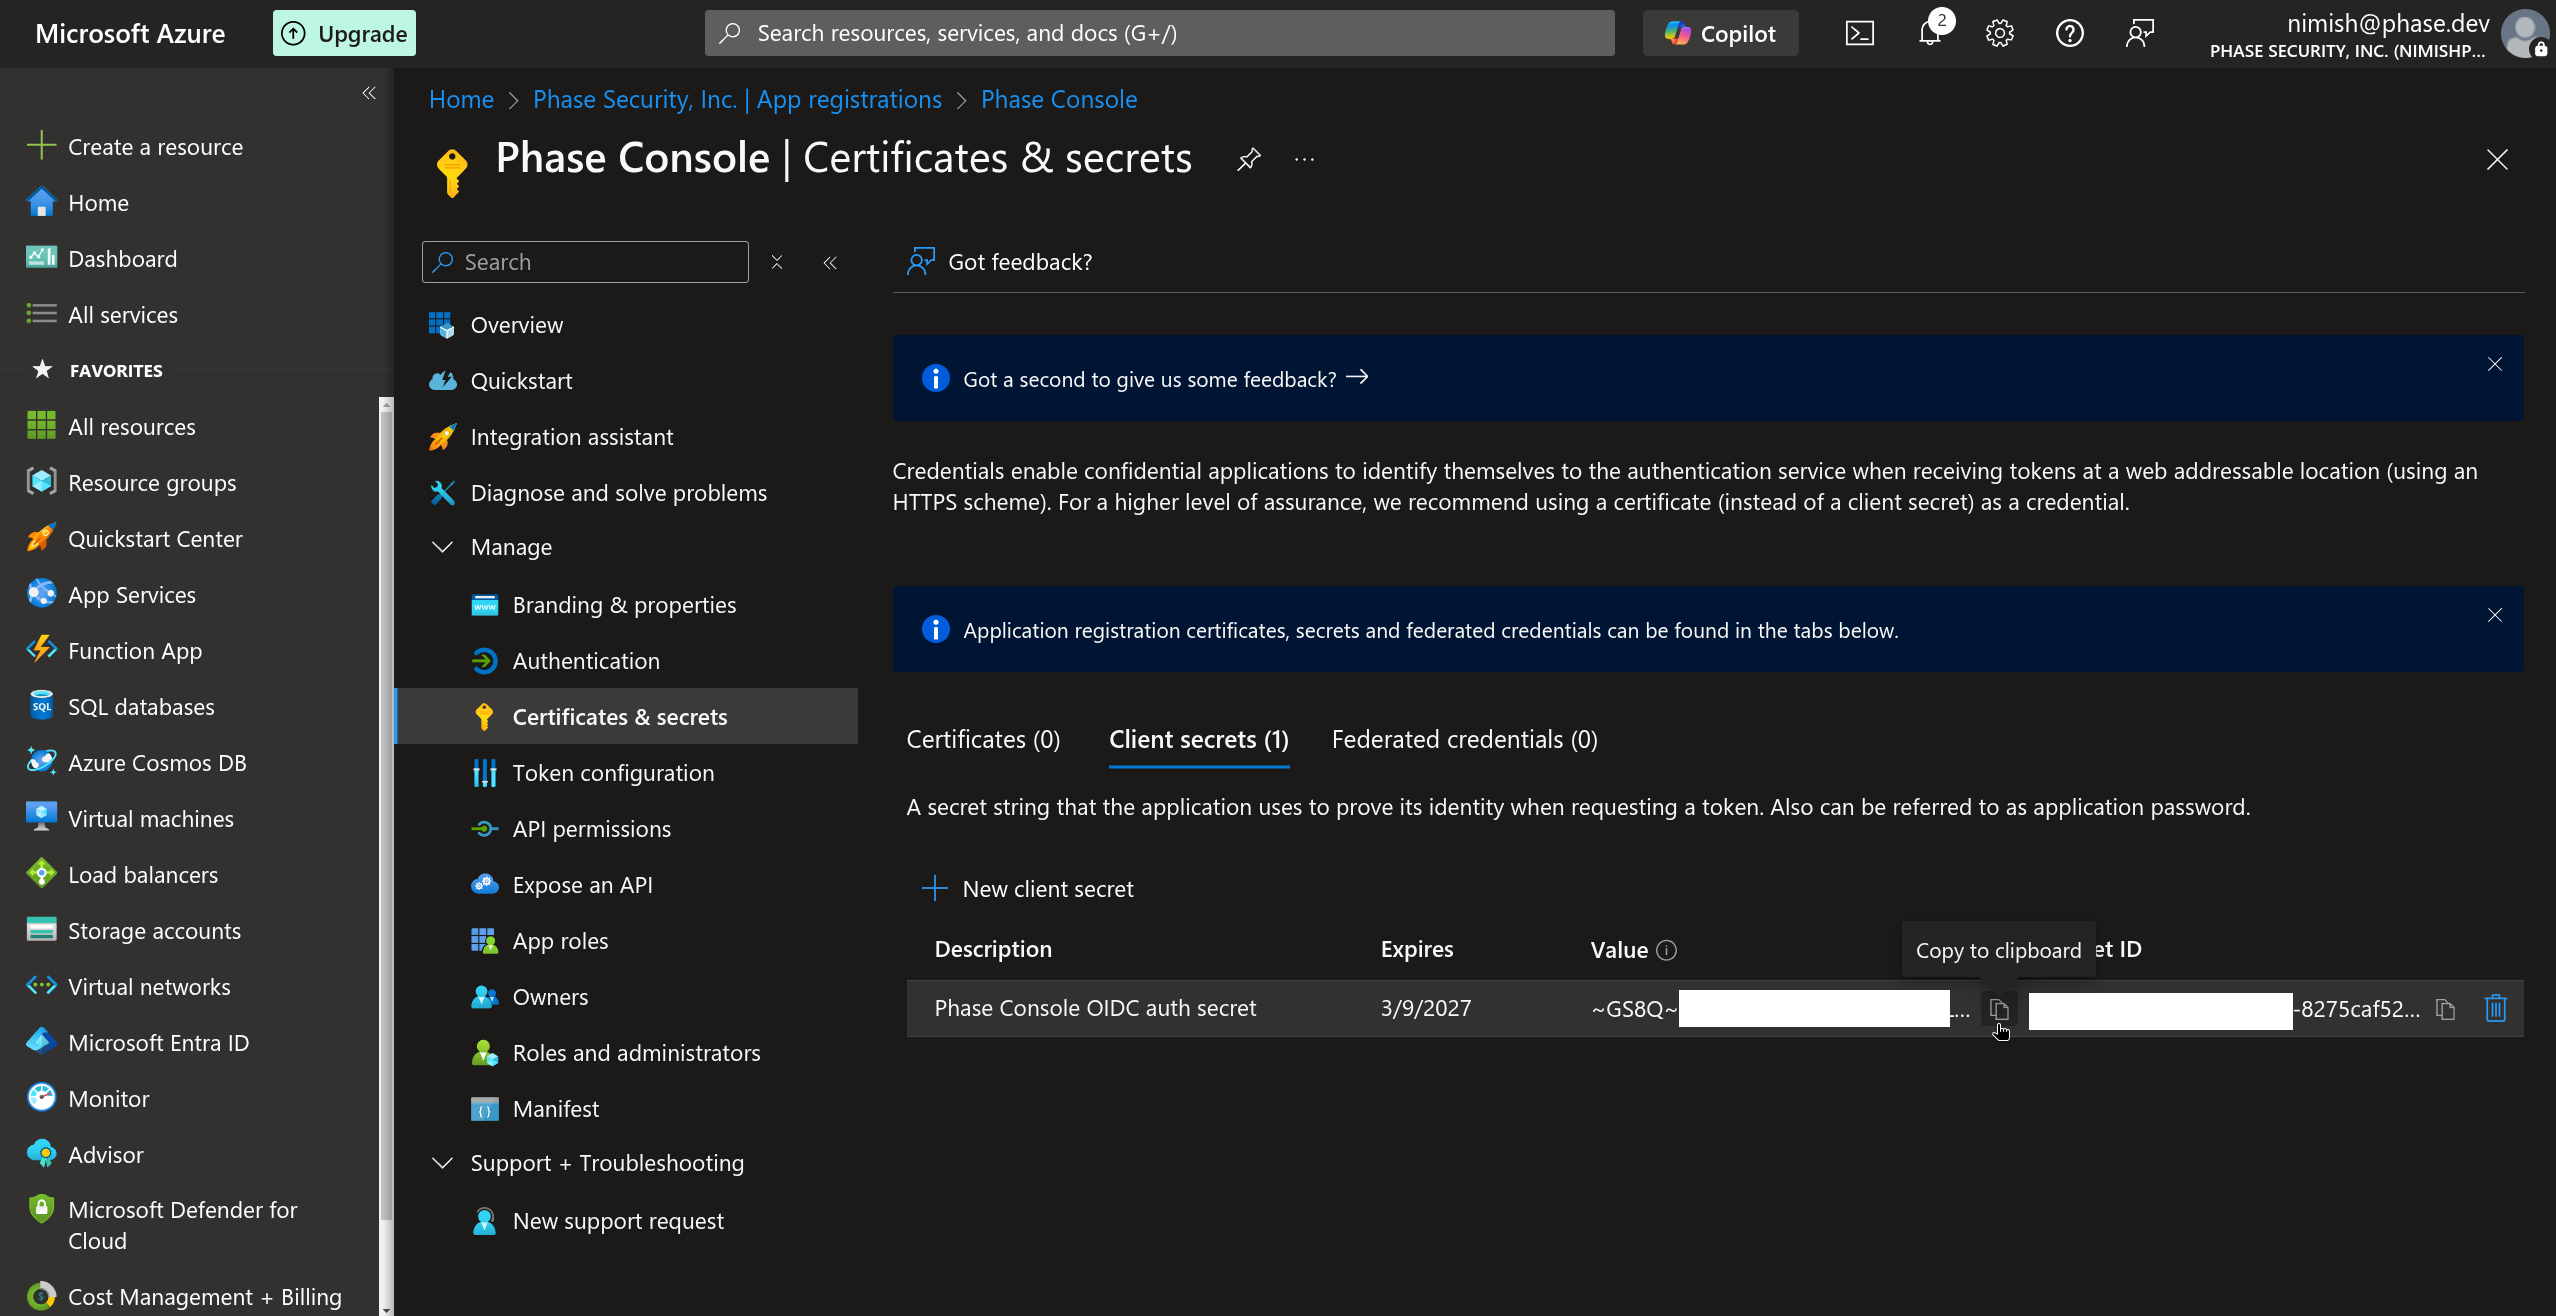 Microsoft Azure
Upgrade
Search resources, services, and docs (G+/)
Copilot
2
nimish@phase.dev
PHASE SECURITY, INC. (NIMISHP...
Create a resource
Home
Dashboard
All services
FAVORITES
All resources
Resource groups
Quickstart Center
App Services
Function App
SQL databases
Azure Cosmos DB
Virtual machines
Load balancers
Storage accounts
Virtual networks
Microsoft Entra ID
Monitor
Advisor
Microsoft Defender for
Cloud
Cost Management + Billing
Home > Phase Security, Inc. | App registrations > Phase Console
Phase Console | Certificates & secrets
Search
Overview
Quickstart
Integration assistant
Diagnose and solve problems
Manage
Branding & properties
Authentication
Certificates & secrets
Token configuration
API permissions
Expose an API
App roles
Owners
Roles and administrators
Manifest
Support + Troubleshooting
New support request
Got feedback?
Got a second to give us some feedback?
Credentials enable confidential applications to identify themselves to the authentication service when receiving tokens at a web addressable location (using an
HTTPS scheme). For a higher level of assurance, we recommend using a certificate (instead of a client secret) as a credential.
Application registration certificates, secrets and federated credentials can be found in the tabs below.
Certificates (0) Client secrets (1) Federated credentials (0)
A secret string that the application uses to prove its identity when requesting a token. Also can be referred to as application password.
New client secret
Copy to clipboard
Description Expires Value et ID
Phase Console OIDC auth secret 3/9/2027 ~GS8Q~ ... -8275caf52...